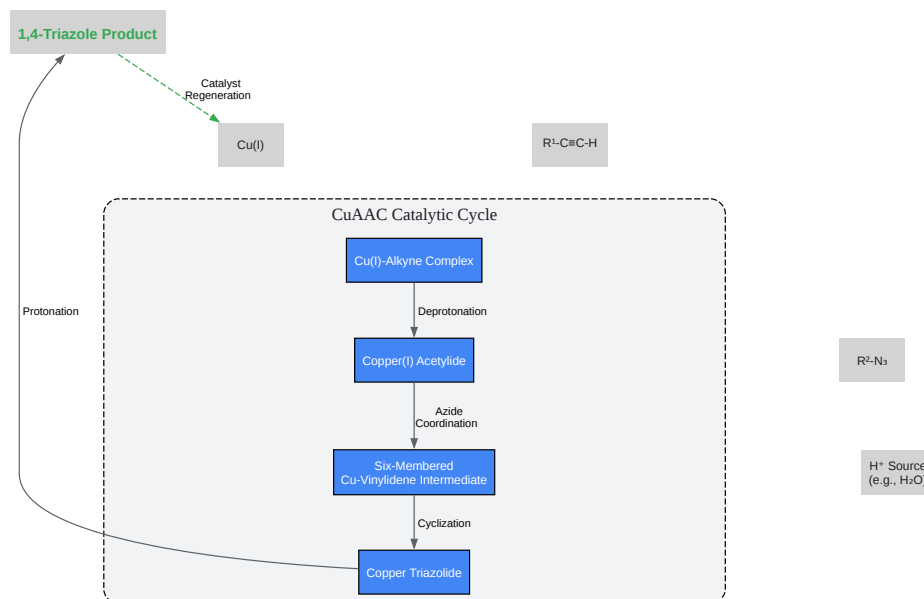 1,4-Triazole Product
Catalyst
Regeneration
Cu(I)
R¹-C≡C-H
CuAAC Catalytic Cycle
Cu(I)-Alkyne Complex
Protonation
Deprotonation
Copper(I) Acetylide
R²-N₃
Azide
Coordination
Six-Membered
Cu-Vinylidene Intermediate
H⁺ Source
(e.g., H₂O)
Cyclization
Copper Triazolide